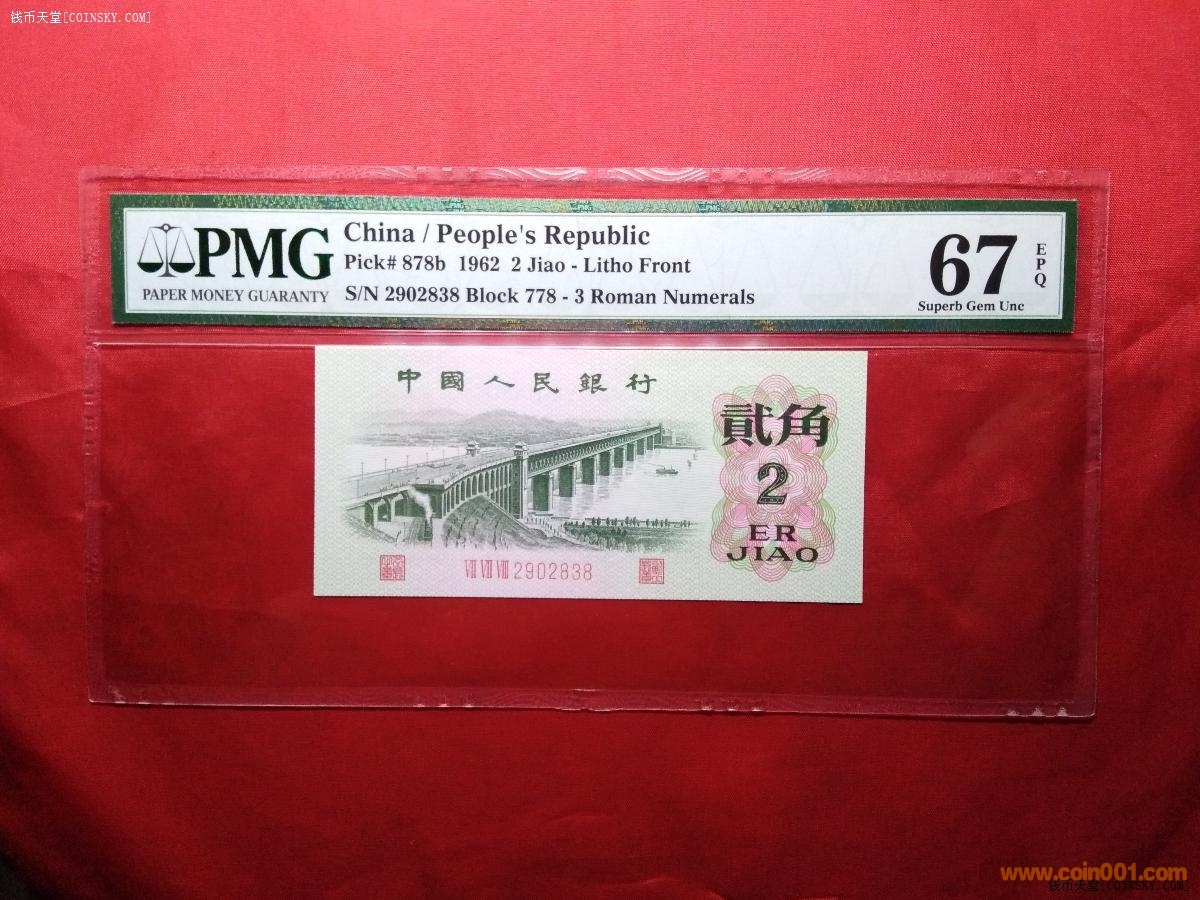 钱币天堂[COINSKY.COM]
PMG
PAPER MONEY GUARANTY
China / People's Republic
Pick# 878b 1962 2 Jiao - Litho Front
S/N 2902838 Block 778 - 3 Roman Numerals
67
EPQ
Superb Gem Unc
中國人民銀行
貳角
2
ER
JIAO
VII VII VIII 2902838
www.coin001.com
钱币天堂[COINSKY.COM]